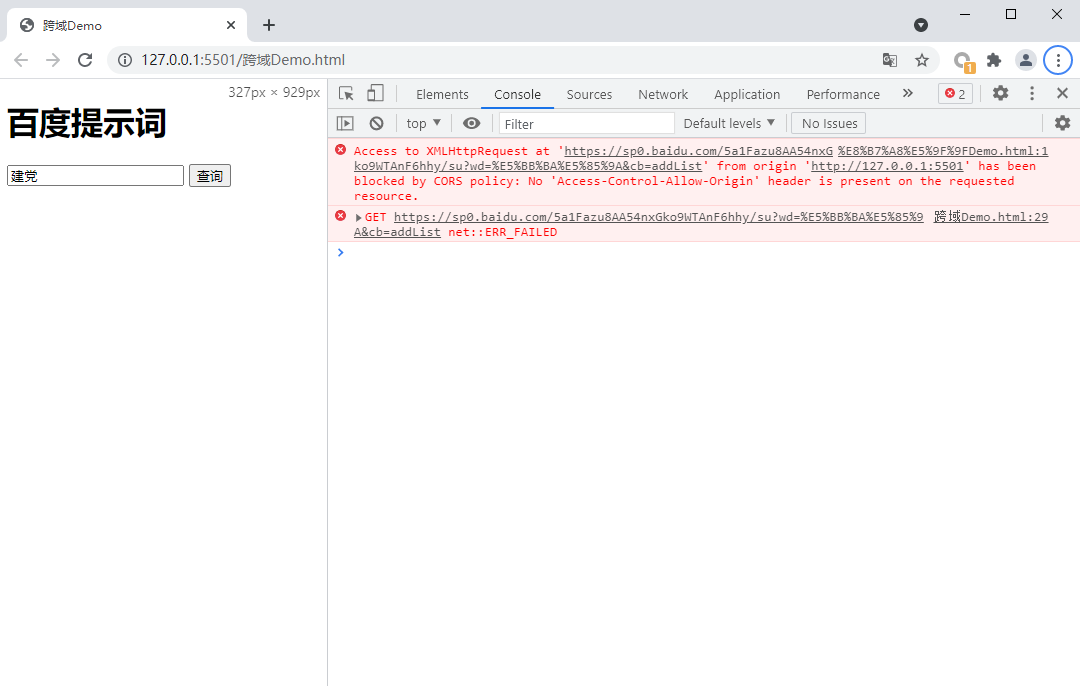 跨域Demo
127.0.0.1:5501/跨域Demo.html
1
327px × 929px
百度提示词
建党
查询
Elements Console Sources Network Application Performance » 2
top Filter Default levels No Issues
Access to XMLHttpRequest at 'https://sp0.baidu.com/5a1Fazu8AA54nxG %E8%B7%A8%E5%9F%9FDemo.html:1
ko9WTAnF6hhy/su?wd=%E5%BB%BA%E5%85%9A&cb=addList' from origin 'http://127.0.0.1:5501' has been
blocked by CORS policy: No 'Access-Control-Allow-Origin' header is present on the requested
resource.
GET https://sp0.baidu.com/5a1Fazu8AA54nxGko9WTAnF6hhy/su?wd=%E5%BB%BA%E5%85%9 跨域Demo.html:29
A&cb=addList net::ERR_FAILED